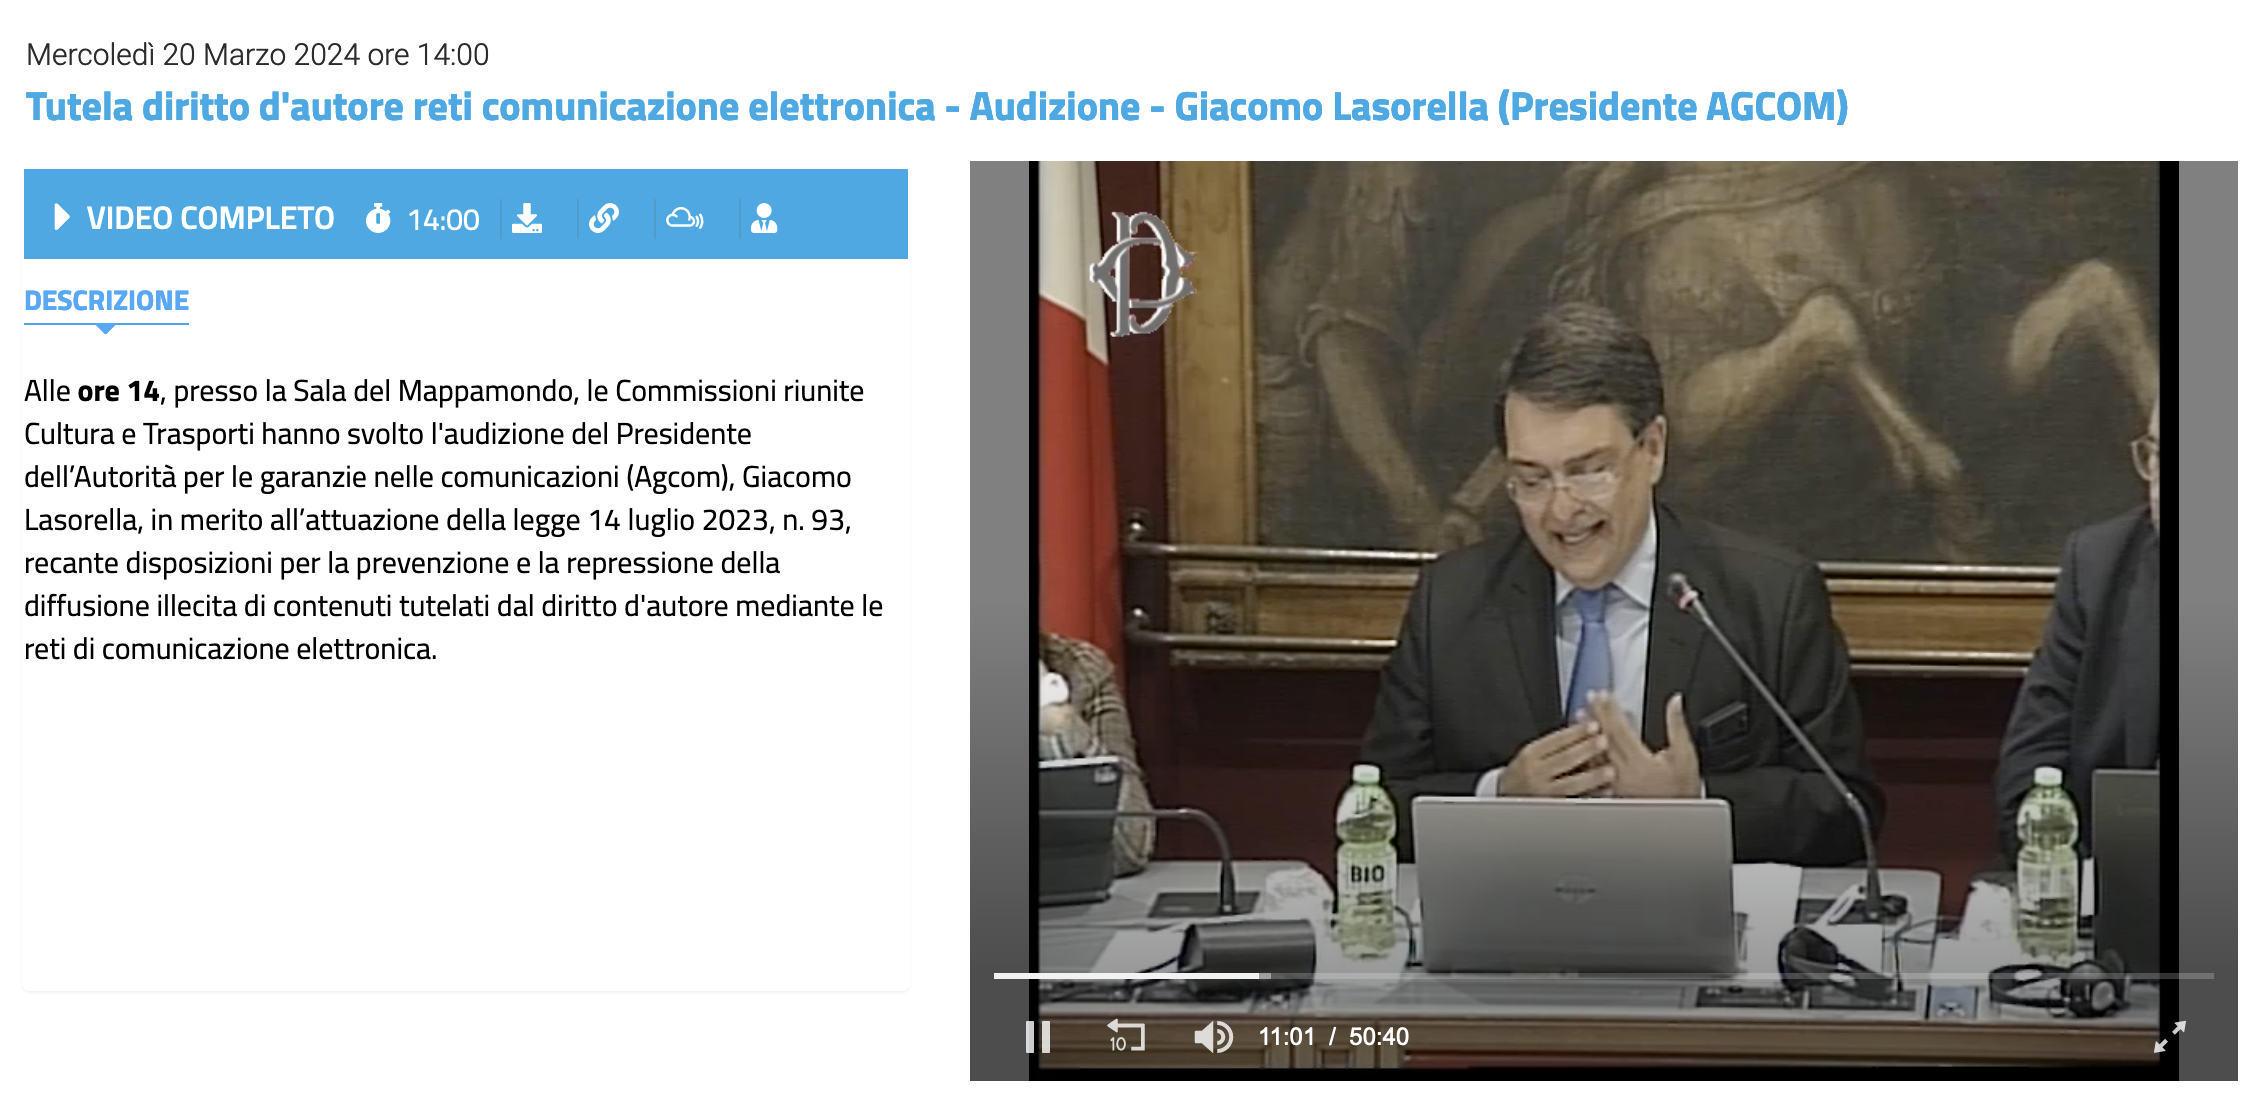 Mercoledì 20 Marzo 2024 ore 14:00
Tutela diritto d'autore reti comunicazione elettronica - Audizione - Giacomo Lasorella (Presidente AGCOM)
VIDEO COMPLETO 14:00
DESCRIZIONE
Alle ore 14, presso la Sala del Mappamondo, le Commissioni riunite
Cultura e Trasporti hanno svolto l'audizione del Presidente
dell’Autorità per le garanzie nelle comunicazioni (Agcom), Giacomo
Lasorella, in merito all’attuazione della legge 14 luglio 2023, n. 93,
recante disposizioni per la prevenzione e la repressione della
diffusione illecita di contenuti tutelati dal diritto d'autore mediante le
reti di comunicazione elettronica.
BIO
10 11:01 / 50:40